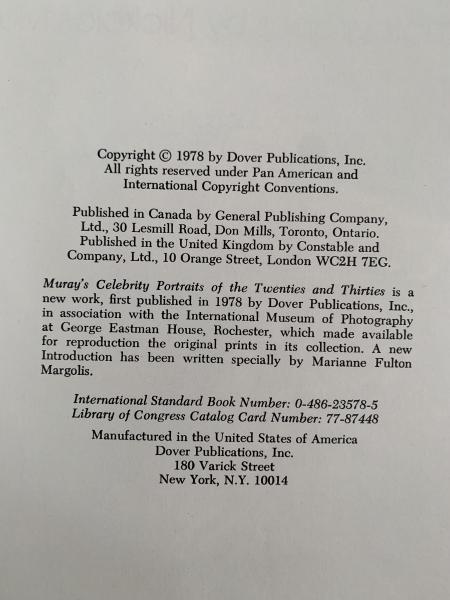 Copyright © 1978 by Dover Publications, Inc.
All rights reserved under Pan American and
International Copyright Conventions.
Published in Canada by General Publishing Company,
Ltd., 30 Lesmill Road, Don Mills, Toronto, Ontario.
Published in the United Kingdom by Constable and
Company, Ltd., 10 Orange Street, London WC2H 7EG.
Muray's Celebrity Portraits of the Twenties and Thirties is a
new work, first published in 1978 by Dover Publications, Inc.,
in association with the International Museum of Photography
at George Eastman House, Rochester, which made available
for reproduction the original prints in its collection. A new
Introduction has been written specially by Marianne Fulton
Margolis.
International Standard Book Number: 0-486-23578-5
Library of Congress Catalog Card Number: 77-87448
Manufactured in the United States of America
Dover Publications, Inc.
180 Varick Street
New York, N.Y. 10014